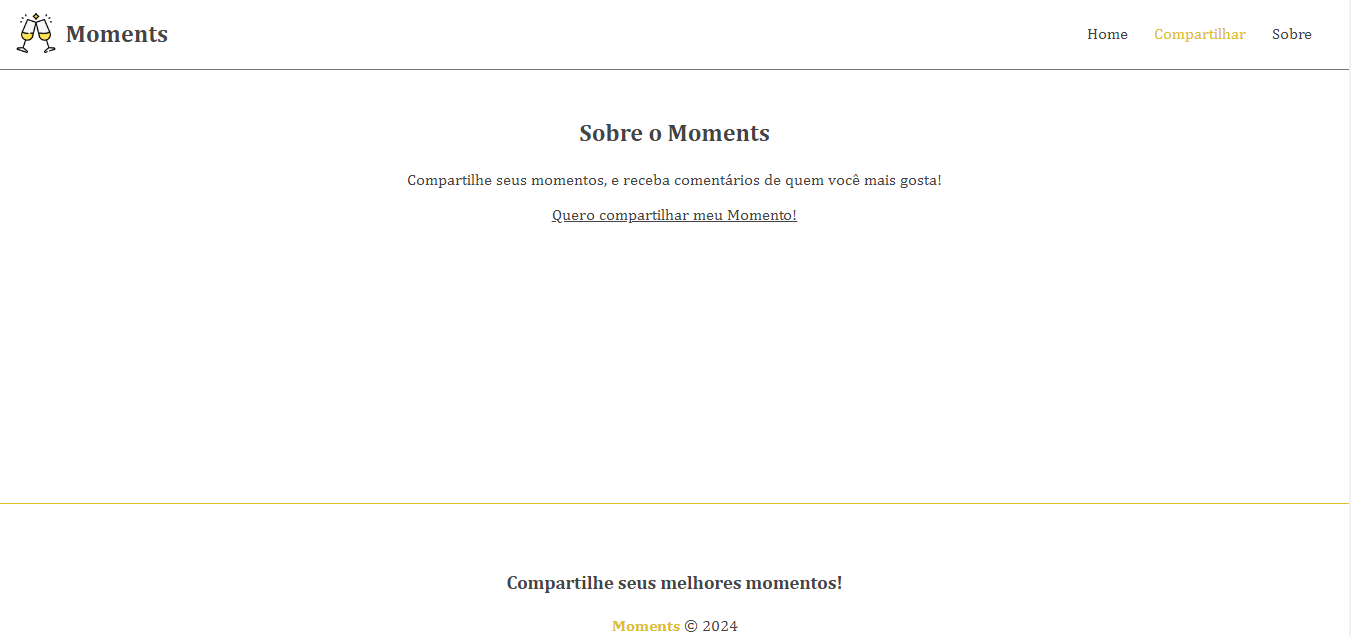 Moments
Home Compartilhar Sobre
Sobre o Moments
Compartilhe seus momentos, e receba comentários de quem você mais gosta!
Quero compartilhar meu Momento!
Compartilhe seus melhores momentos!
Moments © 2024